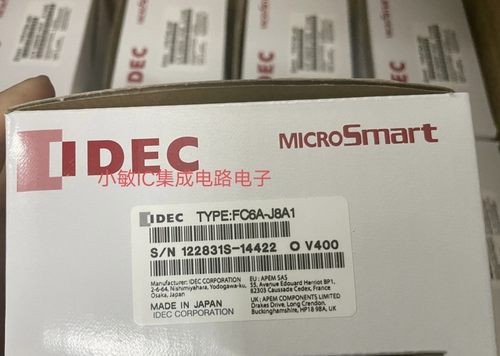 IDEC
IDEC
IDEC
IDEC
MICROSmart
小敏IC集成电路电子
IDEC TYPE:FC6A-J8A1
S/N 122831S-14422 O V400
Manufacturer: IDEC CORPORATION
2-6-64, Nishimiyahara, Yodogawa-ku,
Osaka, Japan
MADE IN JAPAN
IDEC CORPORATION
EU : APEM SAS
55, Avenue Edouard Herriot BP1,
82303 Caussade Cedex, France
UK : APEM COMPONENTS LIMITED
Drakes Drive, Long Crendon,
Buckinghamshire, HP18 9BA, UK